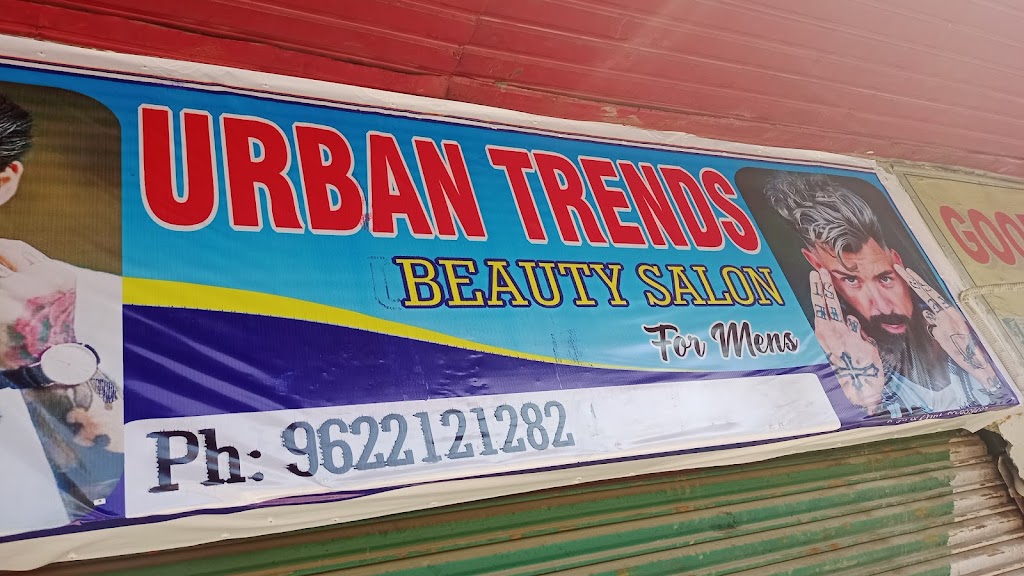 URBAN TRENDS
BEAUTY SALON
For Mens
Ph: 9622121282